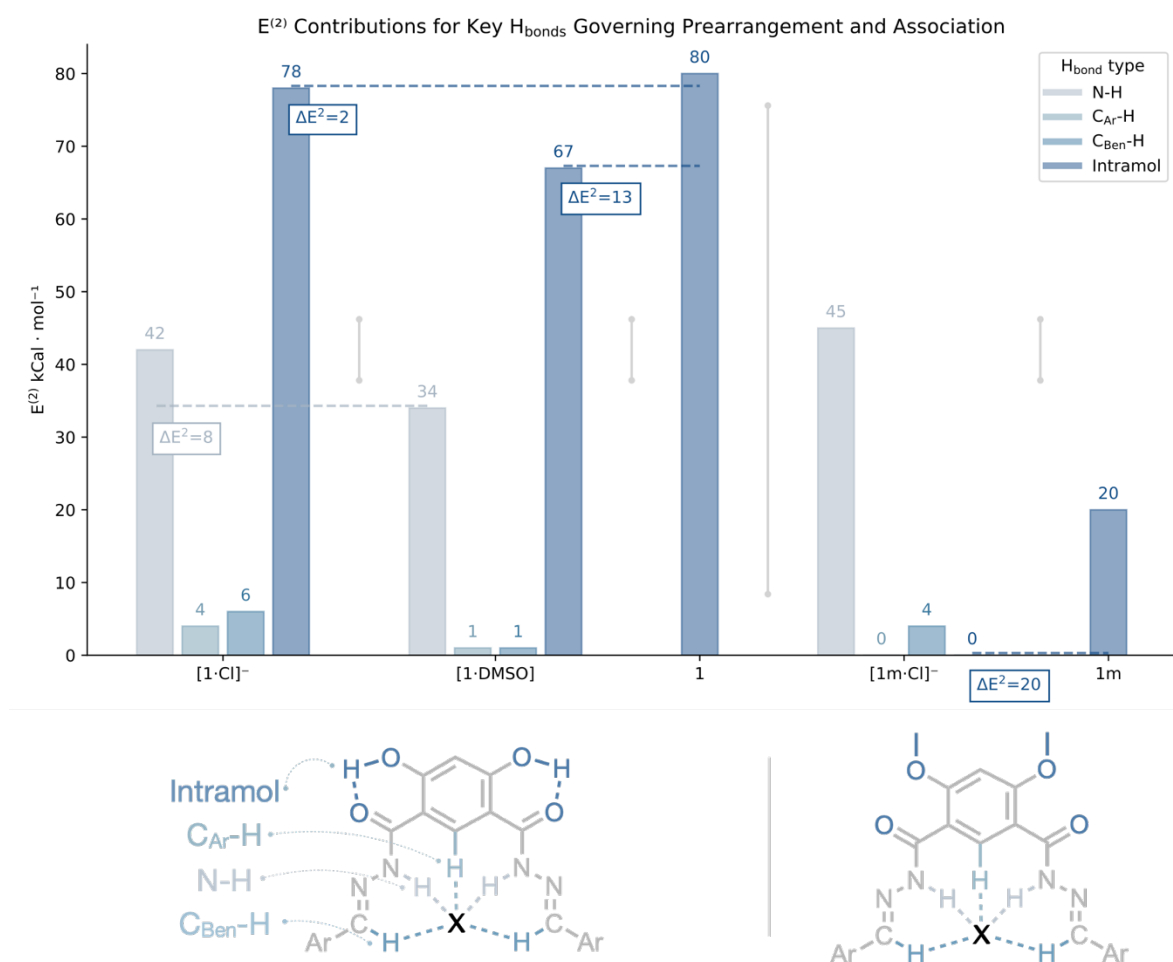 E⁽²⁾ Contributions for Key H_bonds Governing Prearrangement and Association
H_bond type
N-H
C_Ar-H
C_Ben-H
Intramol
E⁽²⁾ kCal · mol⁻¹
80
70
60
50
40
30
20
10
0
42
4
6
78
ΔE²=2
ΔE²=8
34
1
1
67
ΔE²=13
80
45
0
4
0
ΔE²=20
20
[1·Cl]⁻
[1·DMSO]
1
[1m·Cl]⁻
1m
Intramol
C_Ar-H
N-H
C_Ben-H
H O O H
O O
H
N H H N
N N
C H X H C
Ar Ar
O O
O O
H
N H H N
N N
C H X H C
Ar Ar